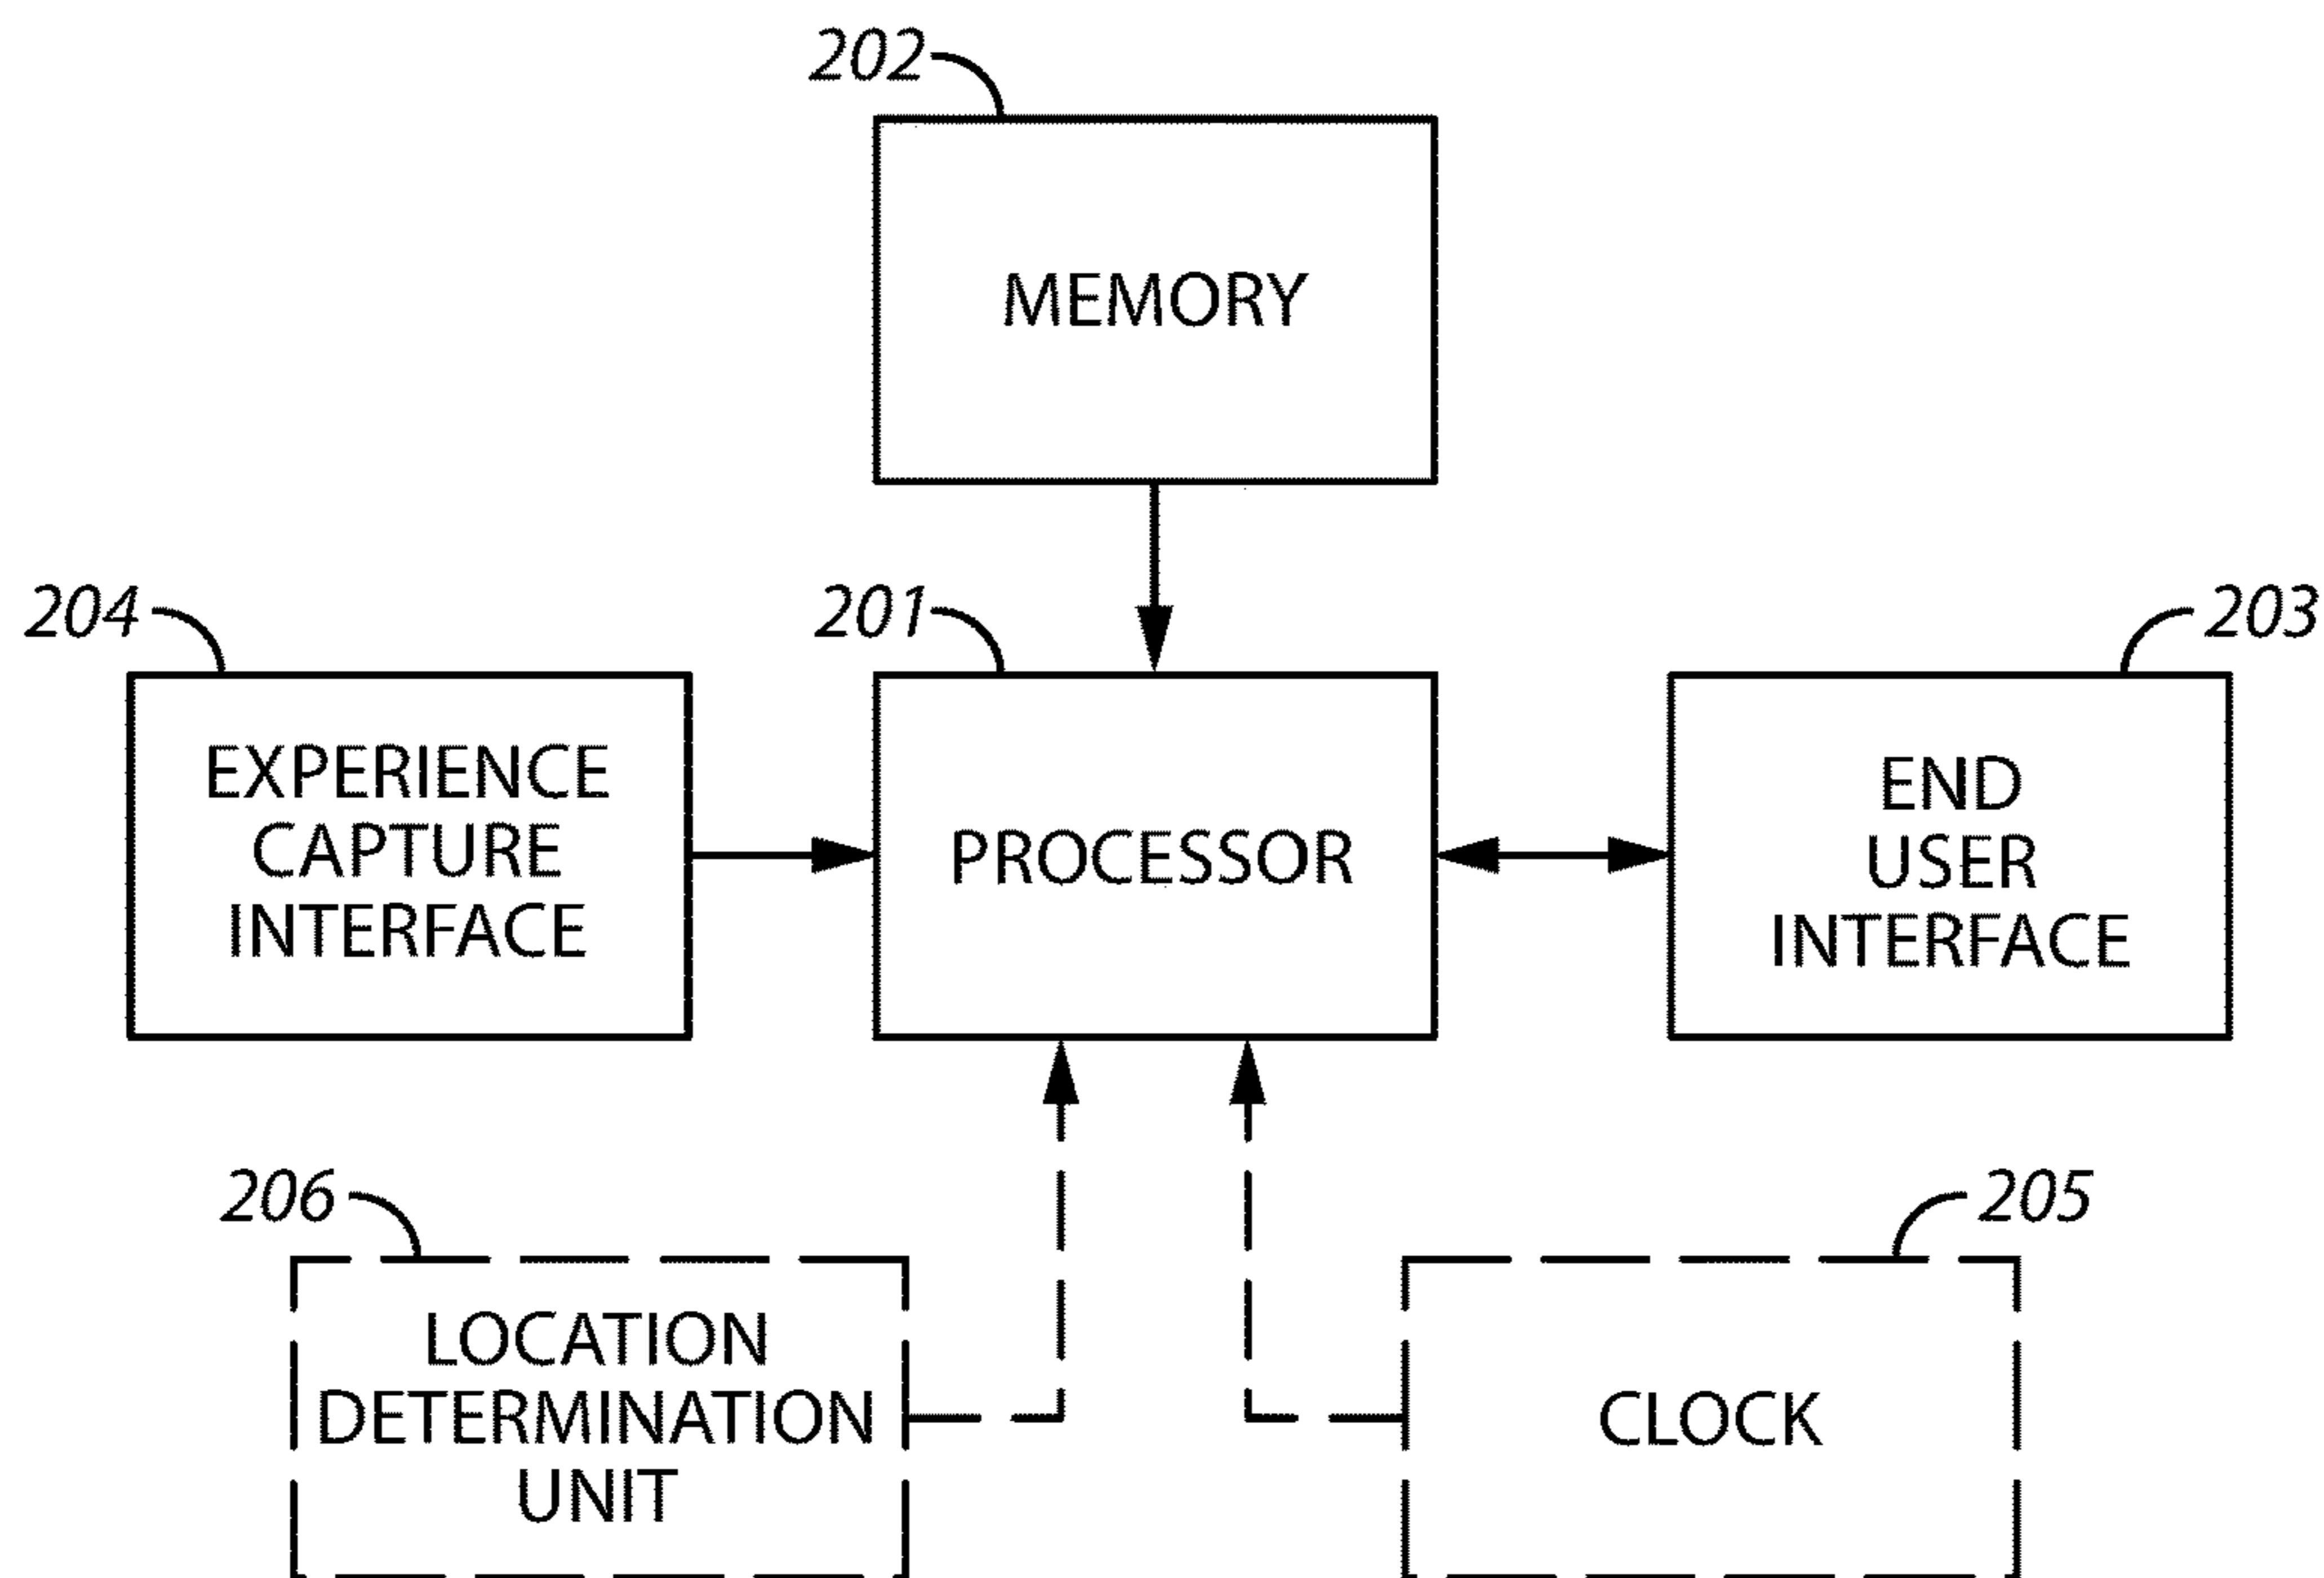 202
MEMORY
204
201
203
EXPERIENCE
CAPTURE
INTERFACE
PROCESSOR
END
USER
INTERFACE
206
205
LOCATION
DETERMINATION
UNIT
CLOCK